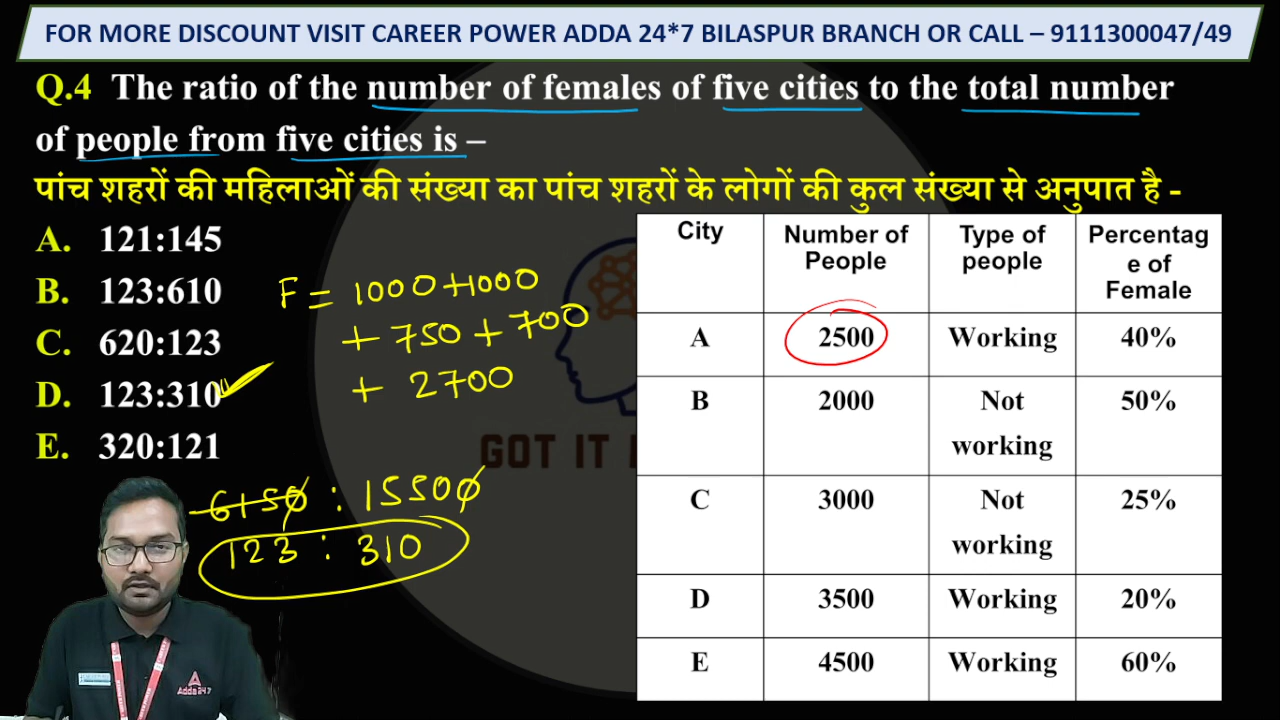 FOR MORE DISCOUNT VISIT CAREER POWER ADDA 24*7 BILASPUR BRANCH OR CALL – 9111300047/49
Q.4 The ratio of the number of females of five cities to the total number
of people from five cities is –
पांच शहरों की महिलाओं की संख्या का पांच शहरों के लोगों की कुल संख्या से अनुपात है -
A. 121:145
B. 123:610
C. 620:123
D. 123:310
E. 320:121
F = 1000+1000
+ 750 + 700
+ 2700
6150 : 15500
123 : 310
GOT IT
City Number of People Type of people Percentag e of Female
A 2500 Working 40%
B 2000 Not working 50%
C 3000 Not working 25%
D 3500 Working 20%
E 4500 Working 60%
Adda247